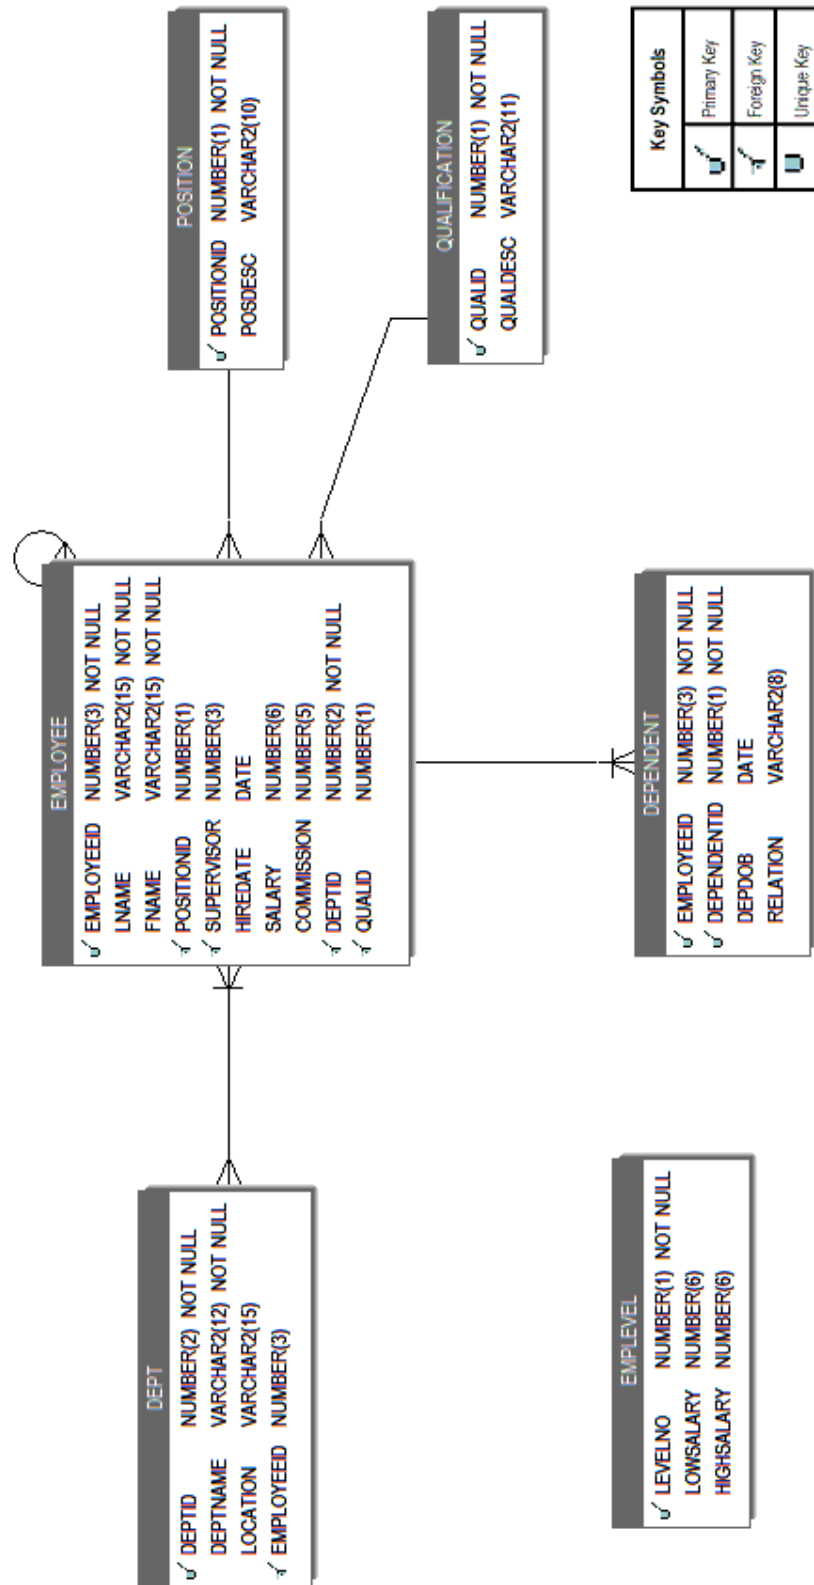 DEPT
DEPTID NUMBER(2) NOT NULL
DEPTNAME VARCHAR2(12) NOT NULL
LOCATION VARCHAR2(15)
EMPLOYEEID NUMBER(3)
EMPLOYEE
EMPLOYEEID NUMBER(3) NOT NULL
LNAME VARCHAR2(15) NOT NULL
FNAME VARCHAR2(15) NOT NULL
POSITIONID NUMBER(1)
SUPERVISOR NUMBER(3)
HIREDATE DATE
SALARY NUMBER(6)
COMMISSION NUMBER(5)
DEPTID NUMBER(2) NOT NULL
QUALID NUMBER(1)
POSITION
POSITIONID NUMBER(1) NOT NULL
POSDESC VARCHAR2(10)
QUALIFICATION
QUALID NUMBER(1) NOT NULL
QUALDESC VARCHAR2(11)
EMPLEVEL
LEVELNO NUMBER(1) NOT NULL
LOWSALARY NUMBER(6)
HIGHSALARY NUMBER(6)
DEPENDENT
EMPLOYEEID NUMBER(3) NOT NULL
DEPENDENTID NUMBER(1) NOT NULL
DEPDOB DATE
RELATION VARCHAR2(8)
Key Symbols
Primary Key
Foreign Key
Unique Key